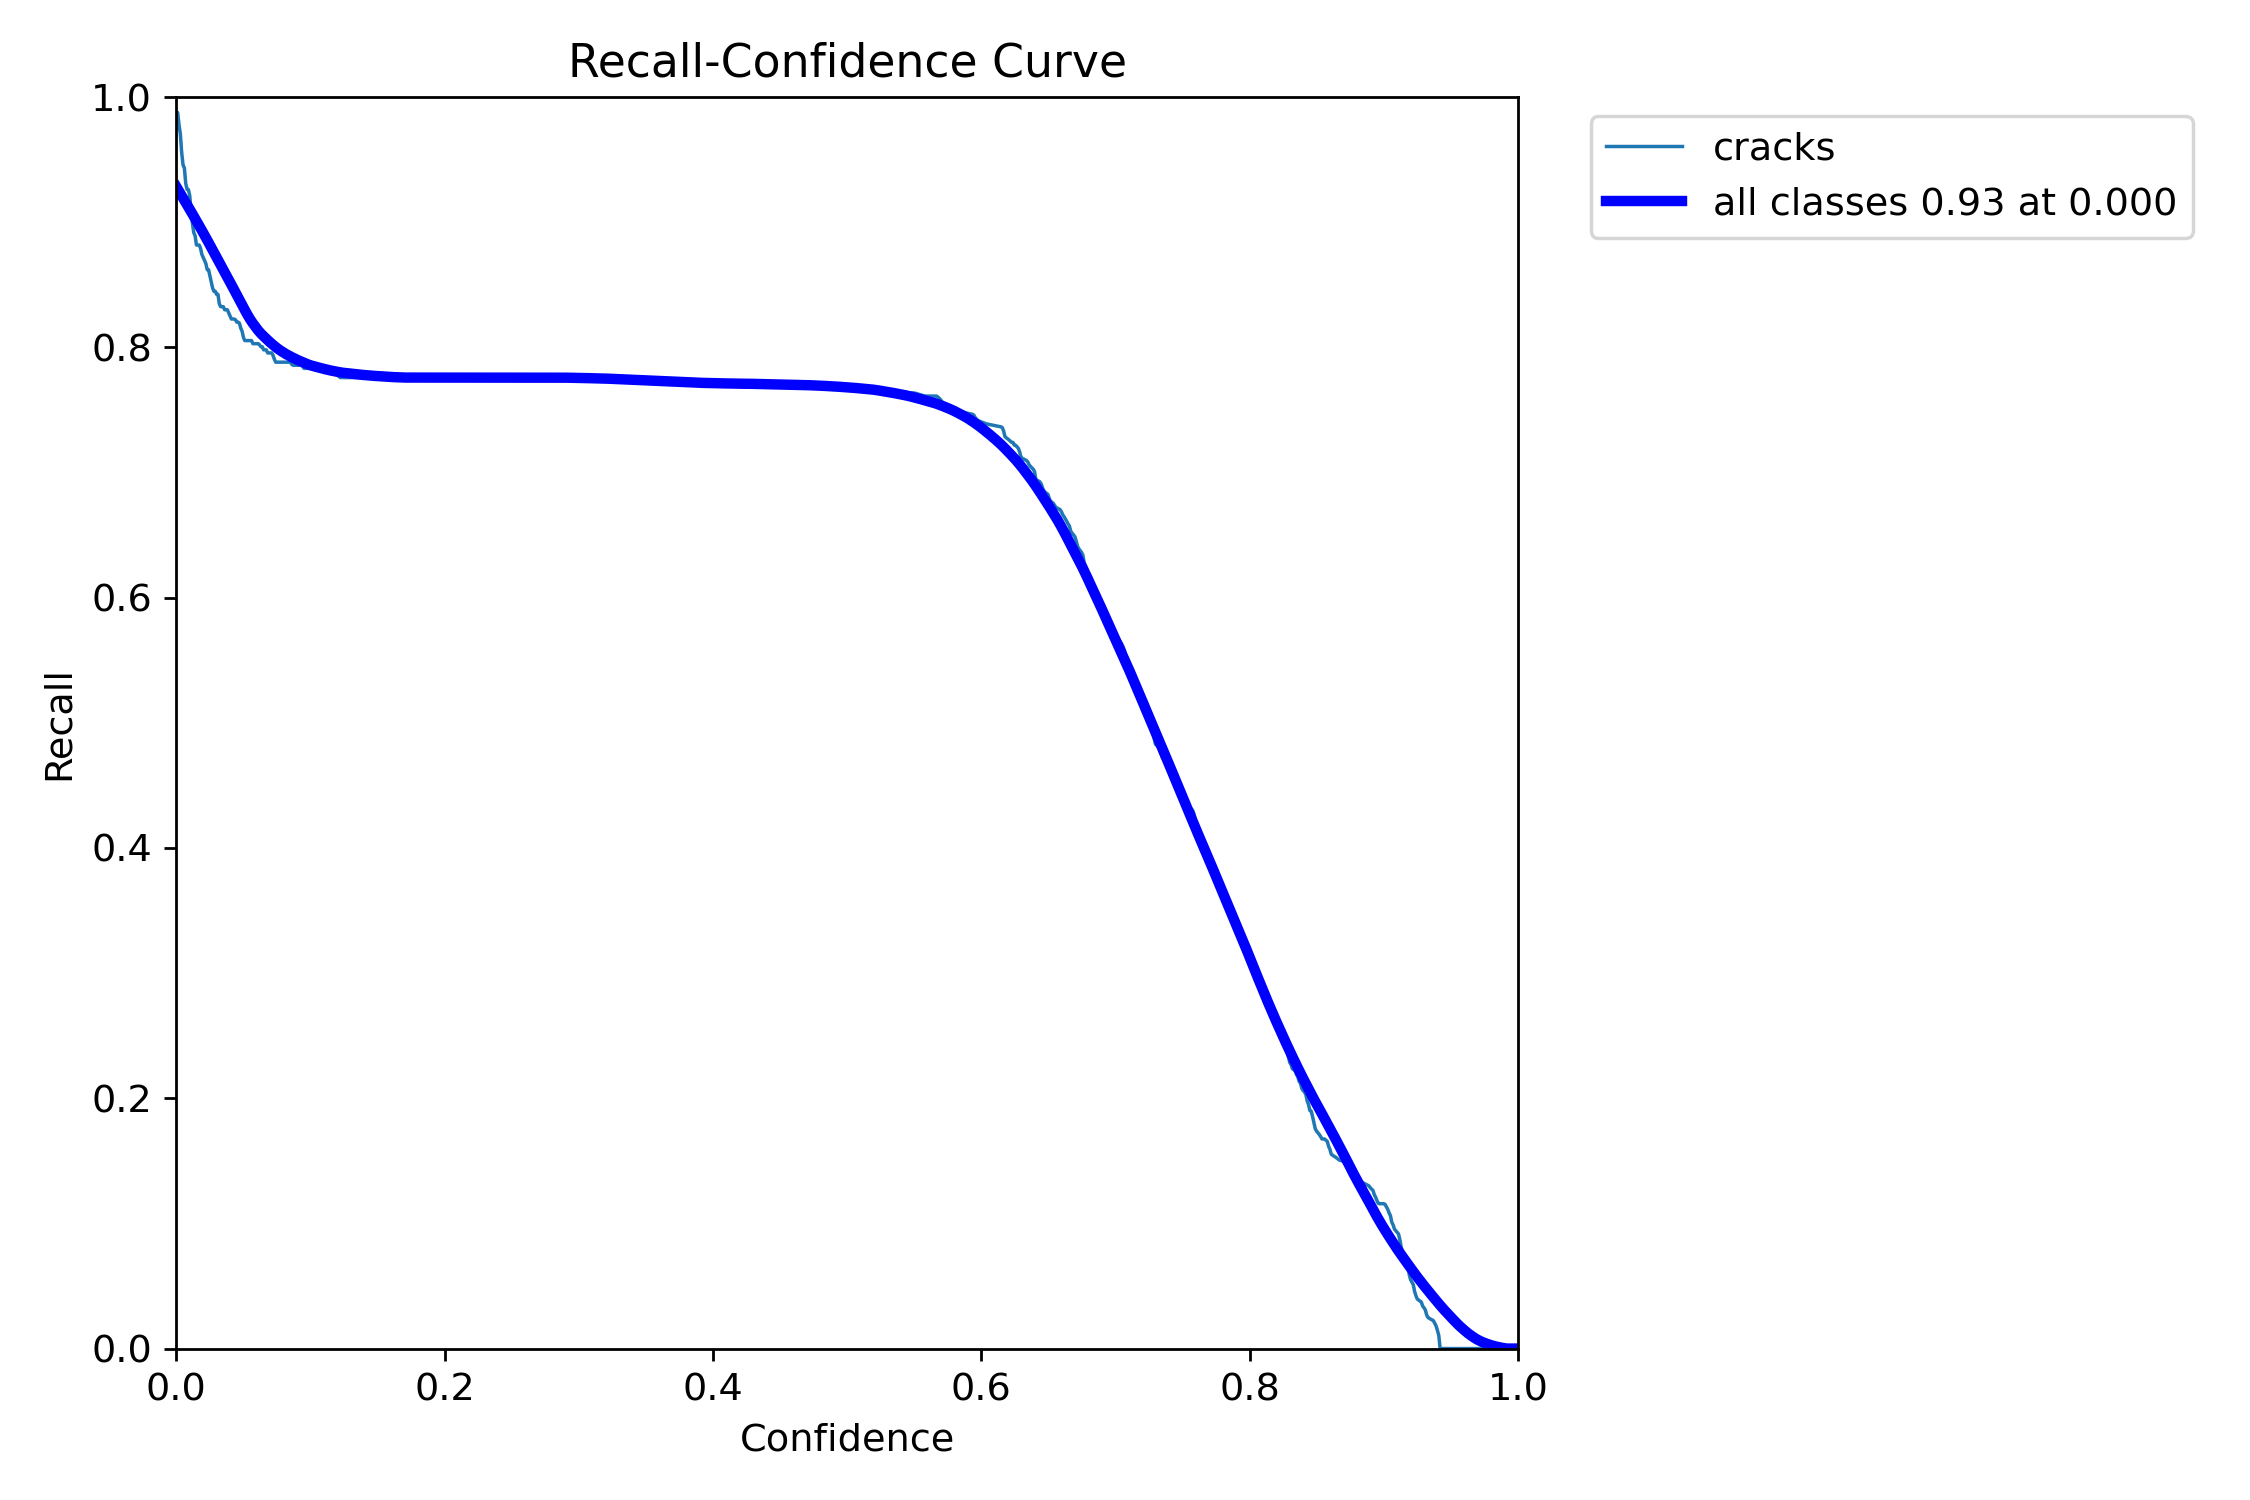 Recall-Confidence Curve
cracks
all classes 0.93 at 0.000
1.0
0.8
0.6
0.4
0.2
0.0
Recall
0.0 0.2 0.4 0.6 0.8 1.0
Confidence